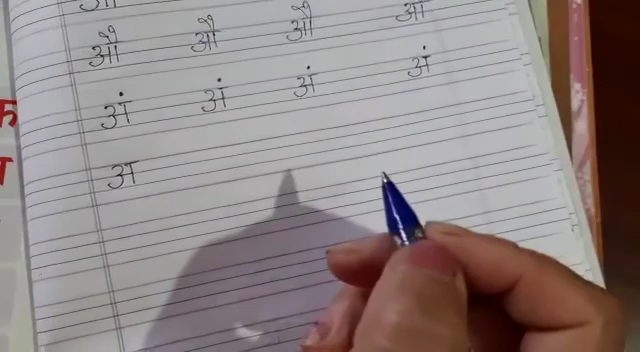 औ औ औ औ
अं अं अं अं
अ